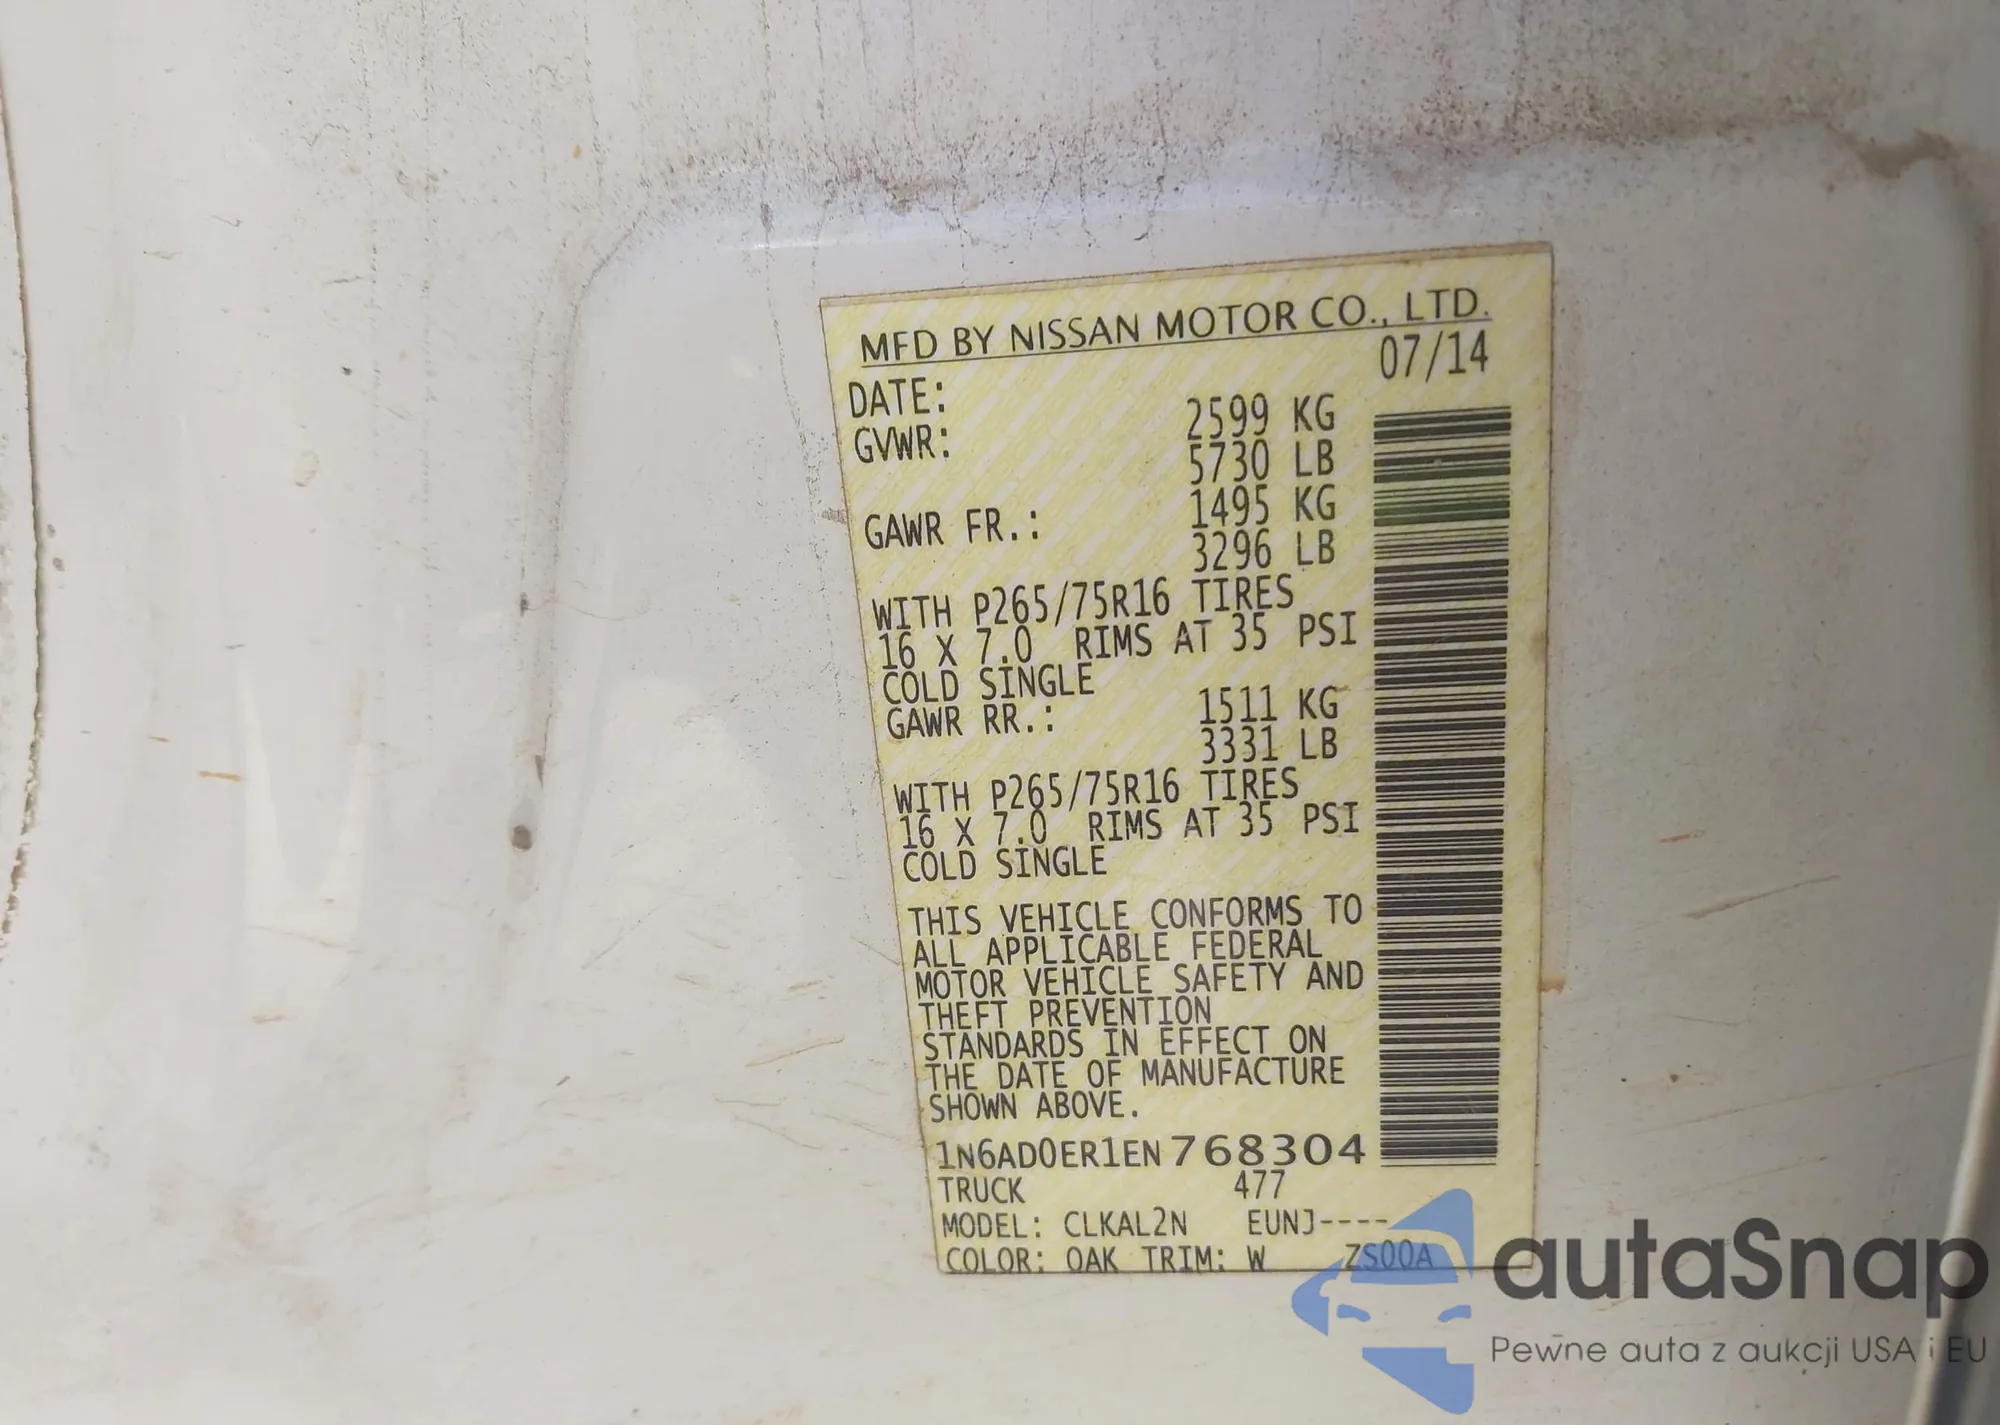 MFD BY NISSAN MOTOR CO., LTD.
DATE: 07/14
GVWR: 2599 KG
5730 LB
GAWR FR.: 1495 KG
3296 LB
WITH P265/75R16 TIRES
16 X 7.0 RIMS AT 35 PSI
COLD SINGLE
GAWR RR.: 1511 KG
3331 LB
WITH P265/75R16 TIRES
16 X 7.0 RIMS AT 35 PSI
COLD SINGLE
THIS VEHICLE CONFORMS TO
ALL APPLICABLE FEDERAL
MOTOR VEHICLE SAFETY AND
THEFT PREVENTION
STANDARDS IN EFFECT ON
THE DATE OF MANUFACTURE
SHOWN ABOVE.
1N6AD0ER1EN768304
TRUCK 477
MODEL: CLKAL2N EUNJ----
COLOR: QAK TRIM: W ZS00A
autaSnap
Pewne auta z aukcji USA i EU